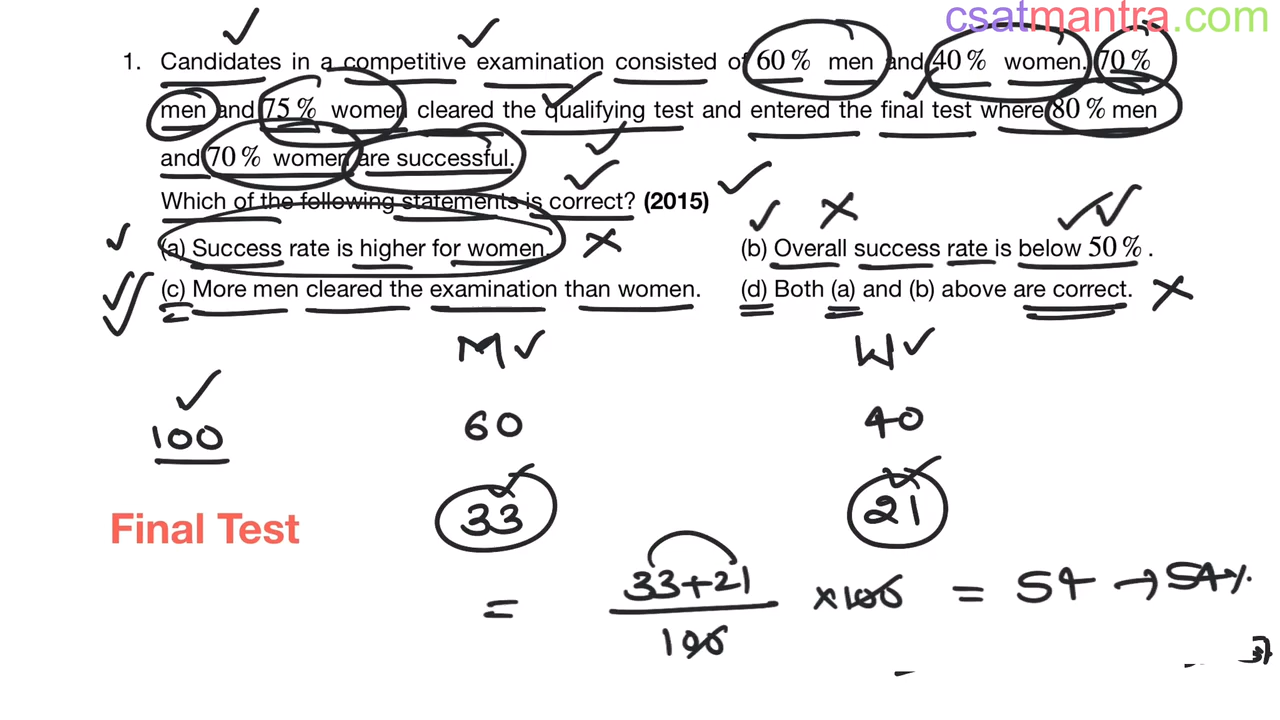 csatmantra.com
1. Candidates in a competitive examination consisted of 60 % men and 40 % women. 70 %
men and 75 % women cleared the qualifying test and entered the final test where 80 % men
and 70 % women are successful.
Which of the following statements is correct? (2015)
(a) Success rate is higher for women. (b) Overall success rate is below 50 % .
(c) More men cleared the examination than women. (d) Both (a) and (b) above are correct.
M W
100 60 40
Final Test 33 21
= 33+21 / 100 ×100 = 54 → 54%